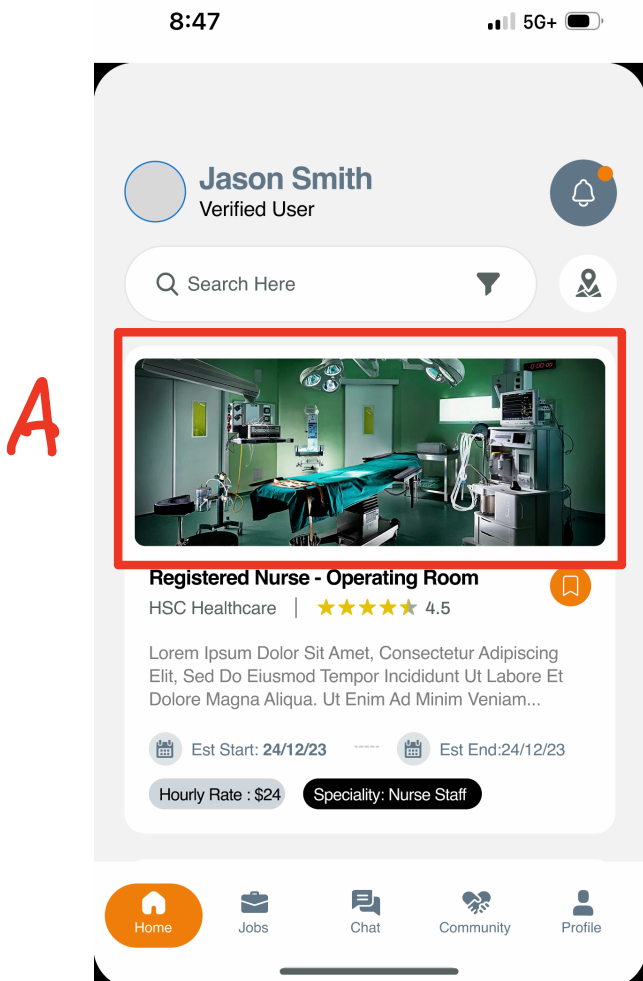 8:47
5G+
Jason Smith
Verified User
Search Here
A
0:00:00
Registered Nurse - Operating Room
HSC Healthcare | 4.5
Lorem Ipsum Dolor Sit Amet, Consectetur Adipiscing
Elit, Sed Do Eiusmod Tempor Incididunt Ut Labore Et
Dolore Magna Aliqua. Ut Enim Ad Minim Veniam...
Est Start: 24/12/23 ----- Est End:24/12/23
Hourly Rate : $24 Speciality: Nurse Staff
Home Jobs Chat Community Profile